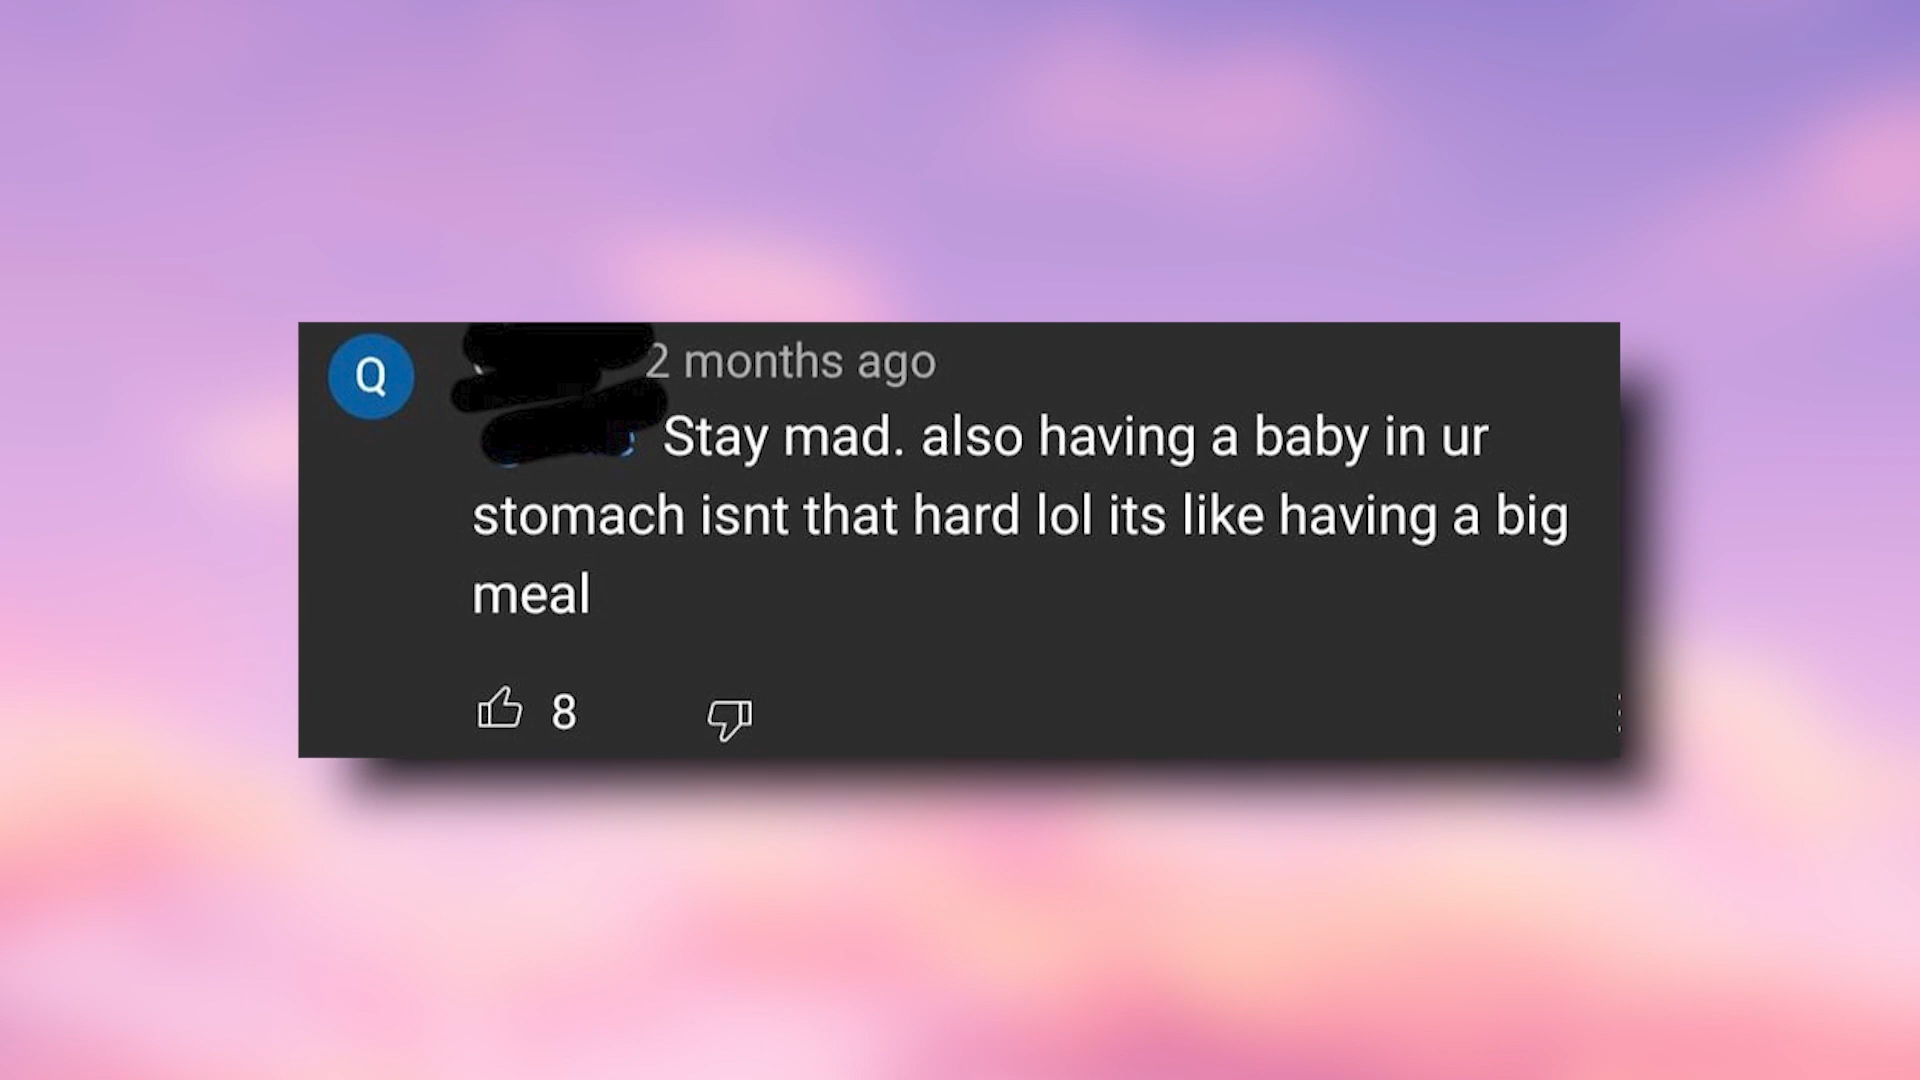 Q
2 months ago
Stay mad. also having a baby in ur
stomach isnt that hard lol its like having a big
meal
8